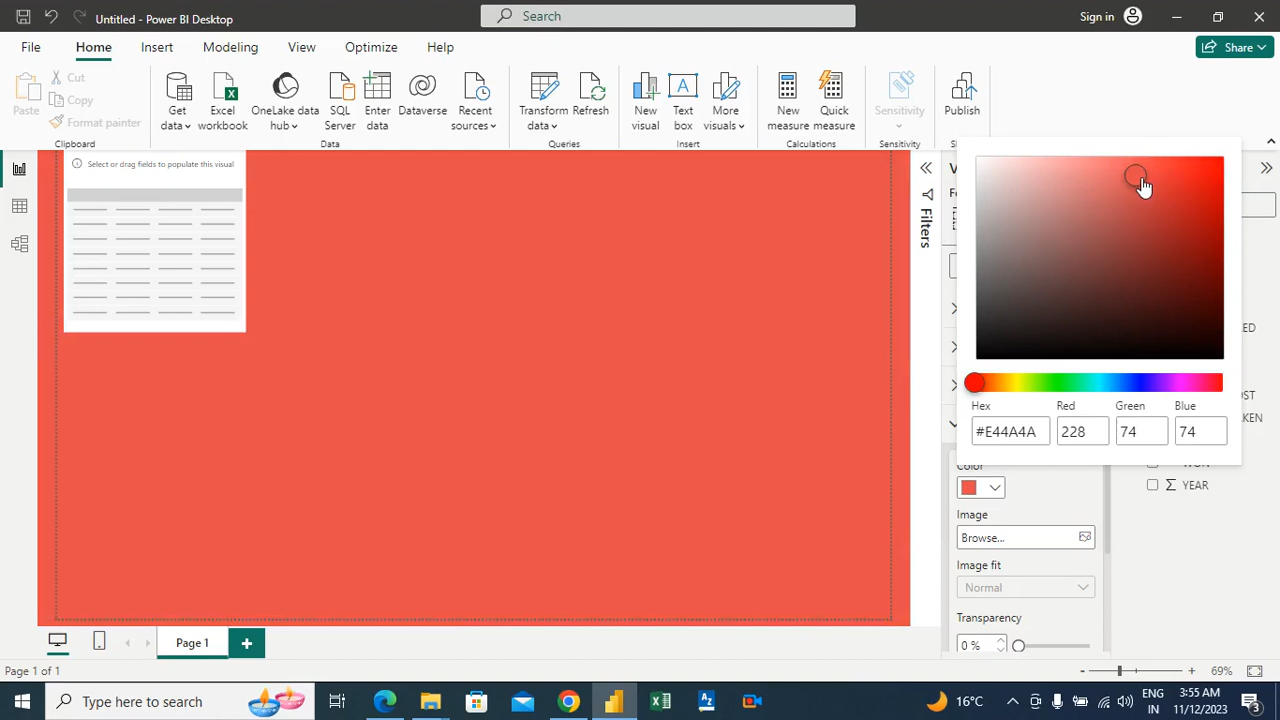 Untitled - Power BI Desktop
Search
Sign in
File
Home
Insert
Modeling
View
Optimize
Help
Share
Paste
Cut
Copy
Format painter
Clipboard
Get data
Excel workbook
OneLake data hub
SQL Server
Enter data
Dataverse
Recent sources
Data
Transform data
Refresh
Queries
New visual
Text box
More visuals
Insert
New measure
Quick measure
Calculations
Sensitivity
Sensitivity
Publish
Select or drag fields to populate this visual
Filters
Hex
Red
Green
Blue
#E44A4A
228
74
74
Color
YEAR
Image
Browse...
Image fit
Normal
Transparency
0 %
Page 1
Page 1 of 1
69%
Type here to search
16°C
ENG
IN
3:55 AM
11/12/2023
3